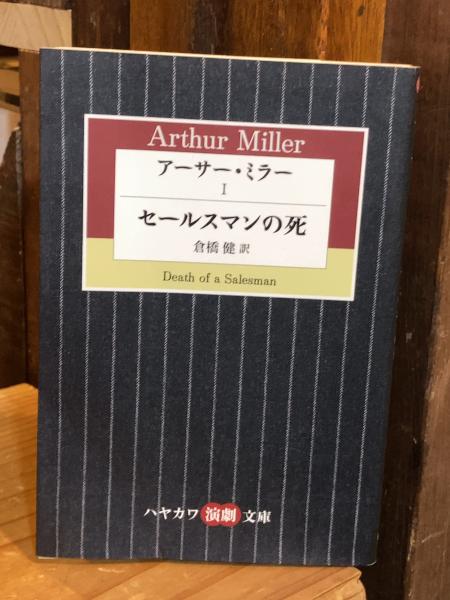 Arthur Miller
アーサー・ミラー
I
セールスマンの死
倉橋 健 訳
Death of a Salesman
ハヤカワ演劇文庫